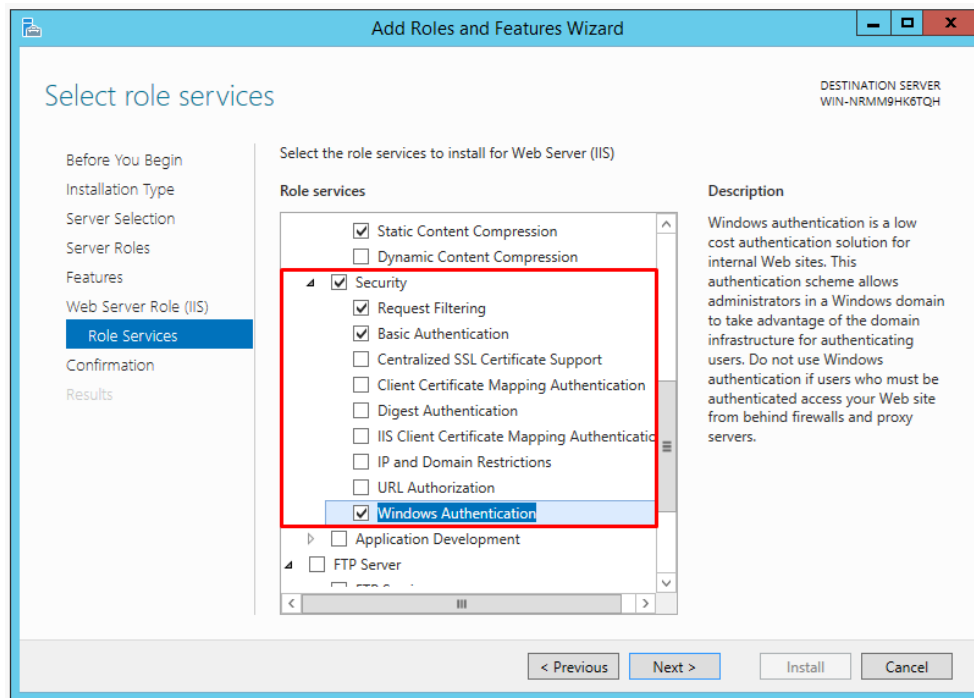 Add Roles and Features Wizard
Select role services
DESTINATION SERVER
WIN-NRMM9HK6TQH
Before You Begin
Installation Type
Server Selection
Server Roles
Features
Web Server Role (IIS)
Role Services
Confirmation
Results
Select the role services to install for Web Server (IIS)
Role services
Static Content Compression
Dynamic Content Compression
Security
Request Filtering
Basic Authentication
Centralized SSL Certificate Support
Client Certificate Mapping Authentication
Digest Authentication
IIS Client Certificate Mapping Authenticatic
IP and Domain Restrictions
URL Authorization
Windows Authentication
Application Development
FTP Server
Description
Windows authentication is a low
cost authentication solution for
internal Web sites. This
authentication scheme allows
administrators in a Windows domain
to take advantage of the domain
infrastructure for authenticating
users. Do not use Windows
authentication if users who must be
authenticated access your Web site
from behind firewalls and proxy
servers.
< Previous
Next >
Install
Cancel